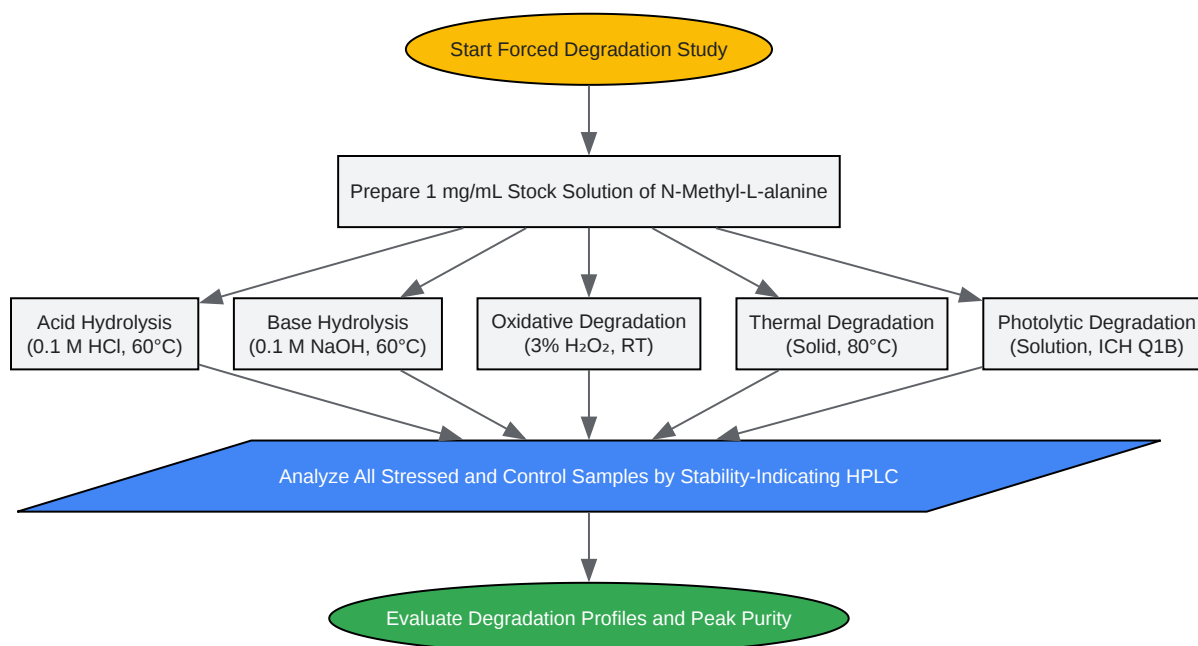 Start Forced Degradation Study
Prepare 1 mg/mL Stock Solution of N-Methyl-L-alanine
Acid Hydrolysis
(0.1 M HCl, 60°C)
Base Hydrolysis
(0.1 M NaOH, 60°C)
Oxidative Degradation
(3% H₂O₂, RT)
Thermal Degradation
(Solid, 80°C)
Photolytic Degradation
(Solution, ICH Q1B)
Analyze All Stressed and Control Samples by Stability-Indicating HPLC
Evaluate Degradation Profiles and Peak Purity